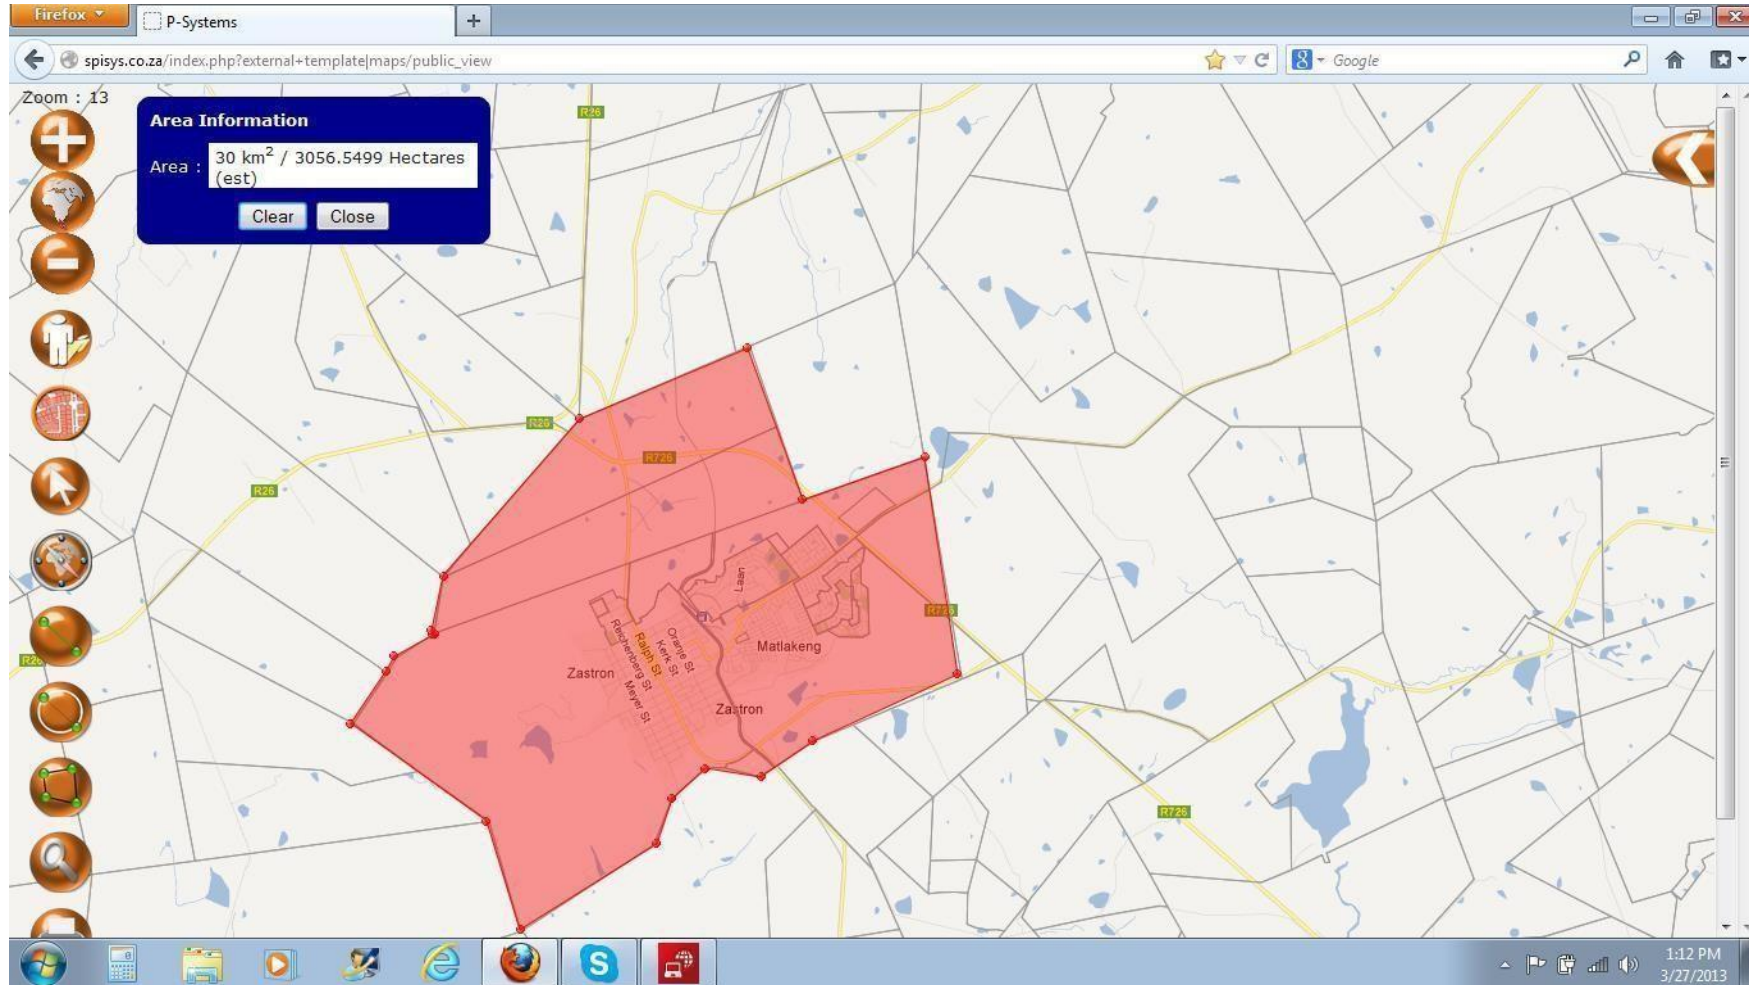 Firefox
P-Systems
spisys.co.za/index.php?external+template|maps/public_view
Google
Zoom : 13
Area Information
Area :
30 km² / 3056.5499 Hectares
(est)
Clear
Close
R26
R26
R726
R26
Laan
R726
R26
Reichenberg St
Ralph St
Oranje St
Kerk St
Meyer St
Matlakeng
Zastron
Zastron
R726
1:12 PM
3/27/2013